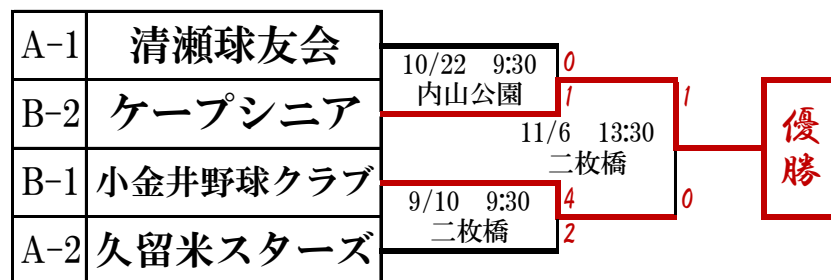 A-1 清瀬球友会
10/22 9:30 0
内山公園 1
B-2 ケープシニア
1
11/6 13:30
二枚橋
優勝
B-1 小金井野球クラブ
9/10 9:30 4
0
二枚橋 2
A-2 久留米スターズ